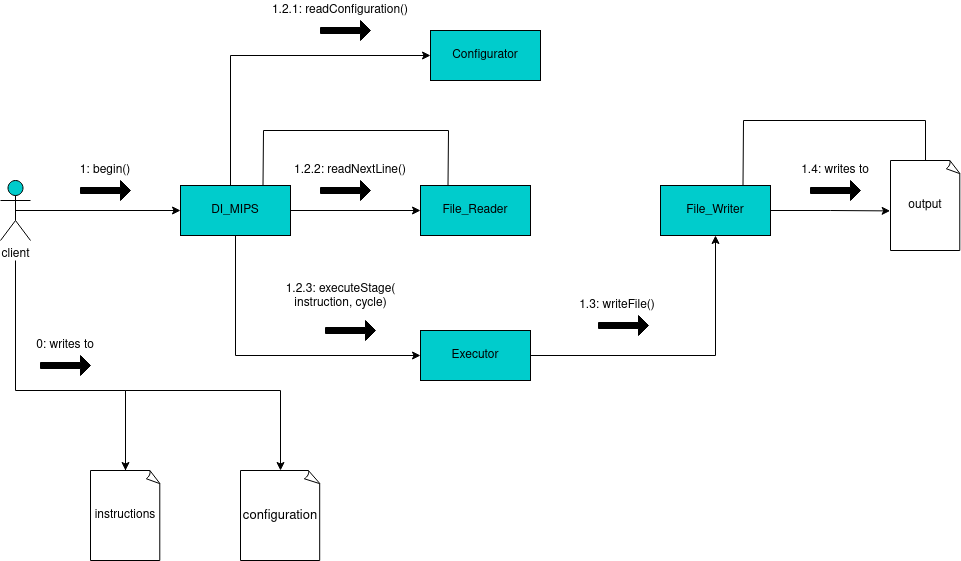 1.2.1: readConfiguration()
Configurator
1: begin()
1.2.2: readNextLine()
1.4: writes to
DI_MIPS
File_Reader
File_Writer
output
client
1.2.3: executeStage(
instruction, cycle)
1.3: writeFile()
0: writes to
Executor
instructions
configuration